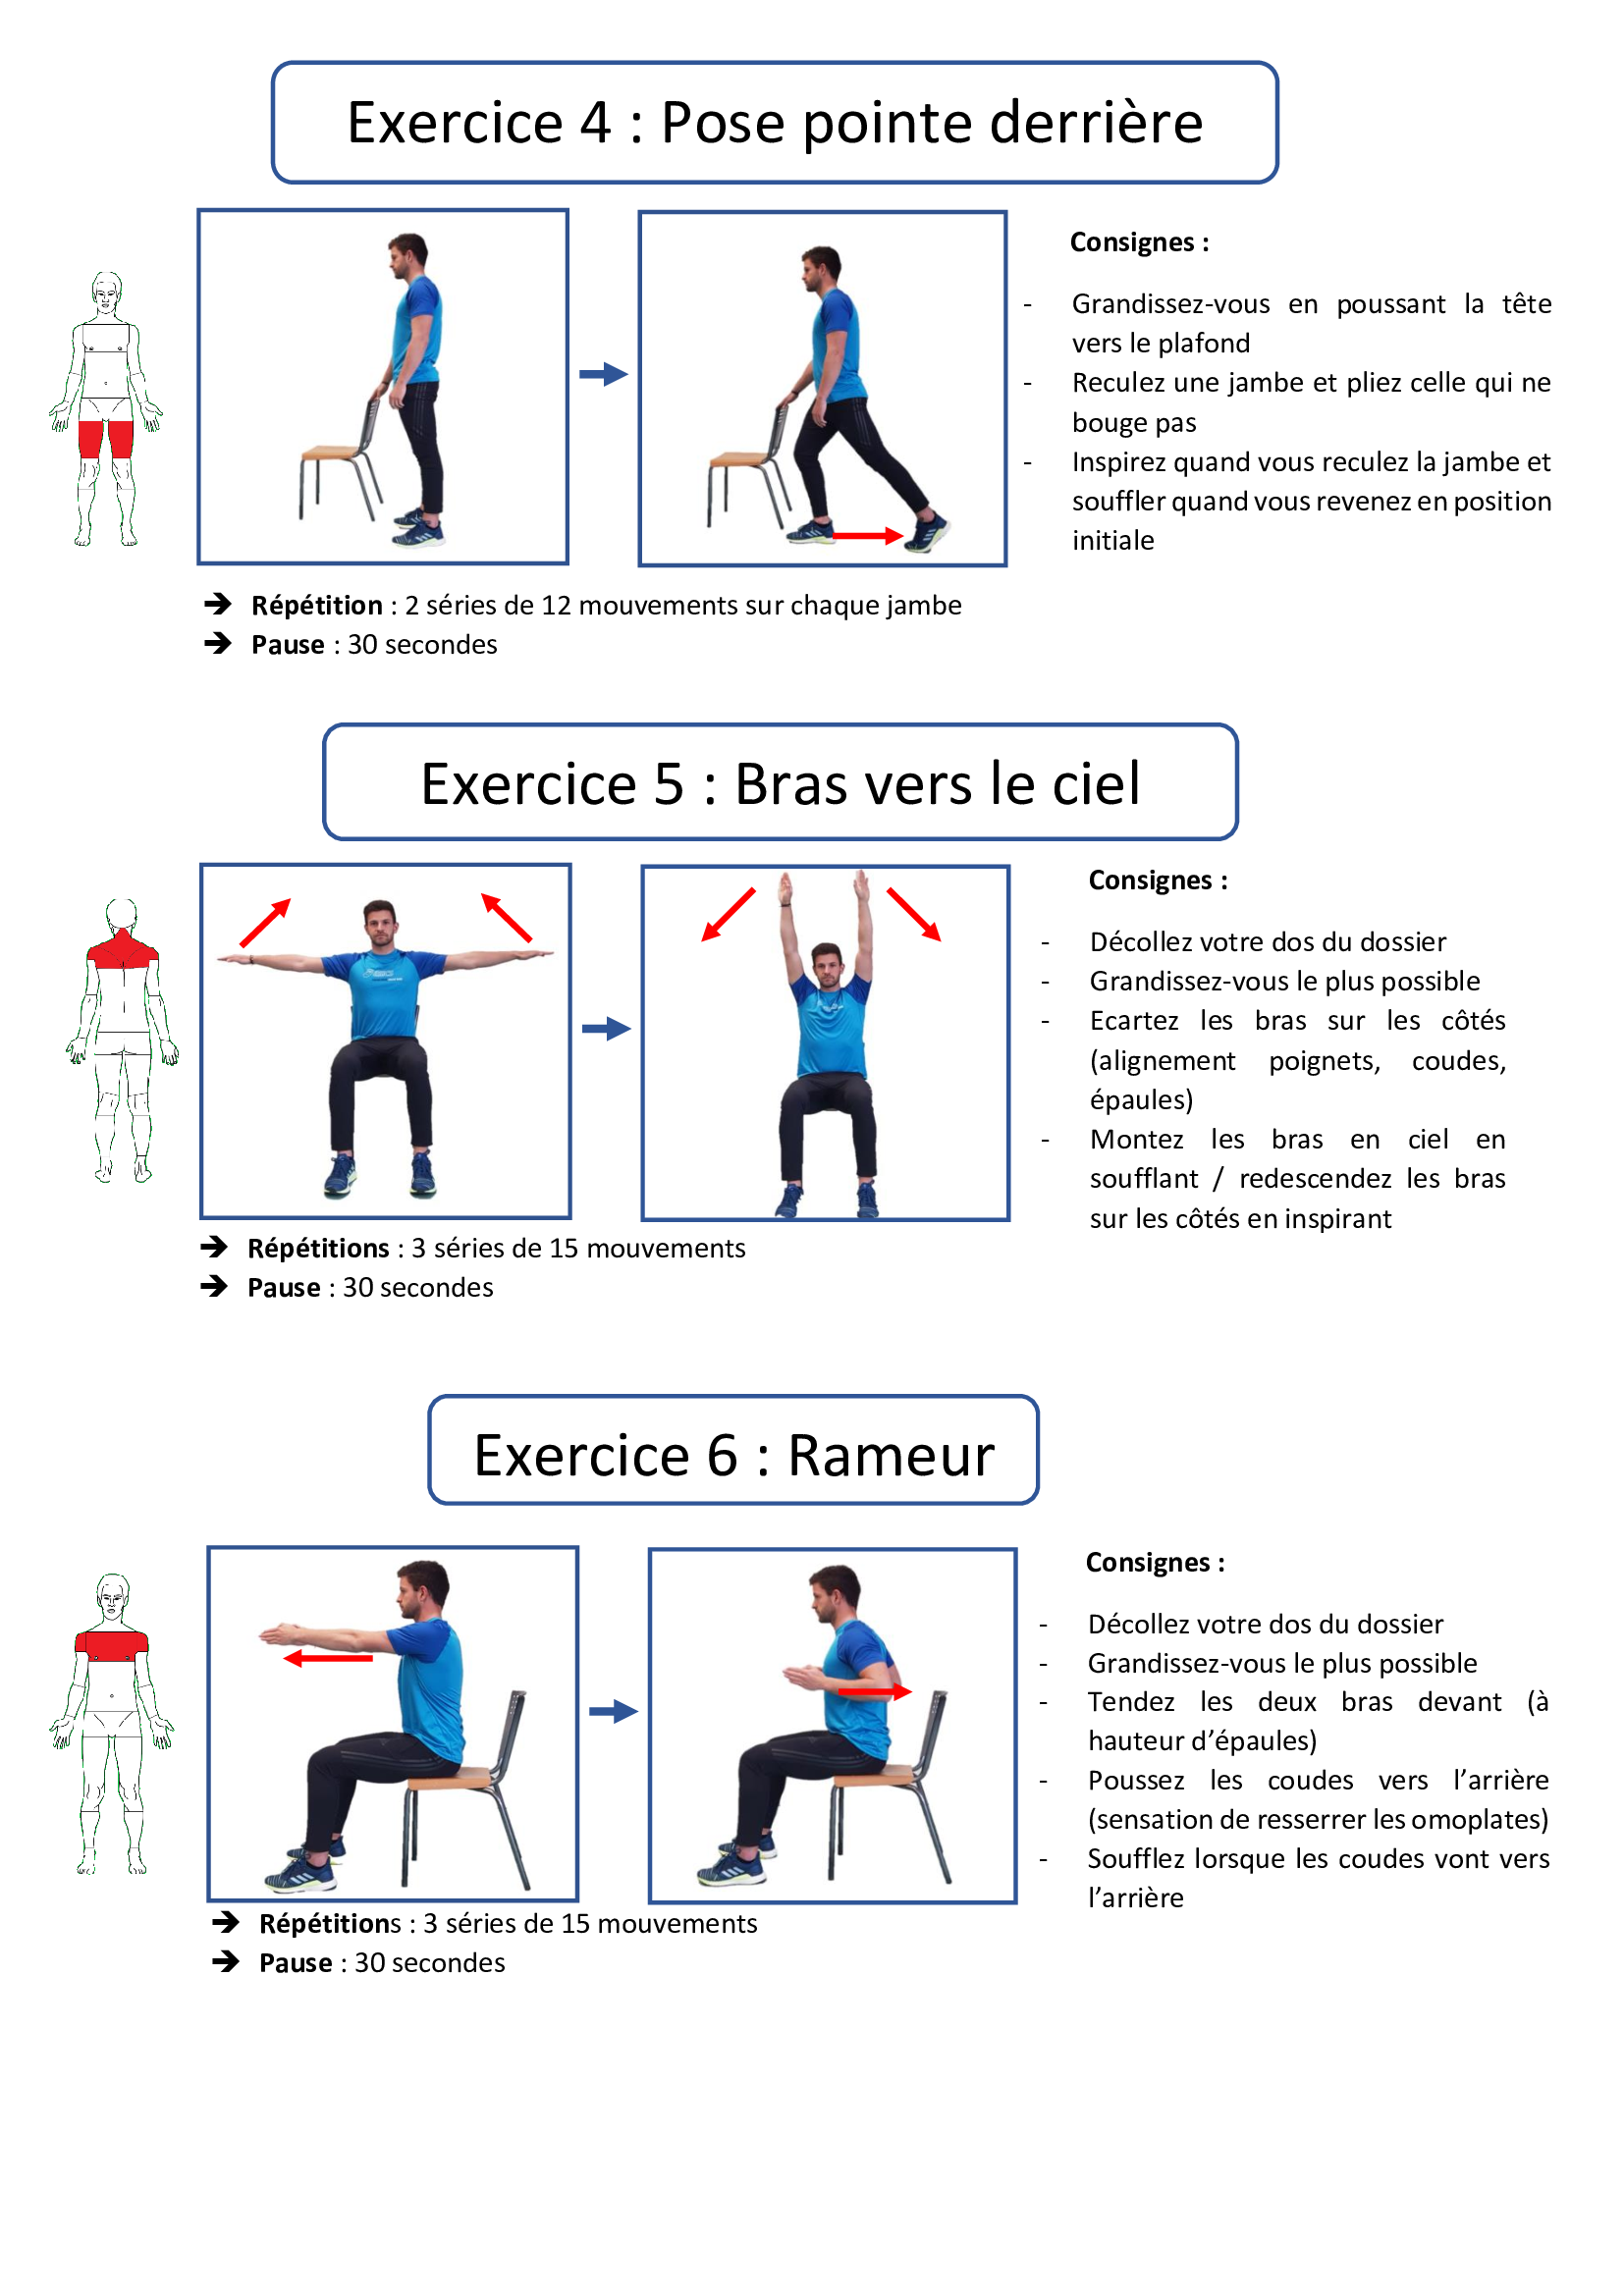 Exercice 4 : Pose pointe derrière
Consignes :
- Grandissez-vous en poussant la tête
vers le plafond
- Reculez une jambe et pliez celle qui ne
bouge pas
- Inspirez quand vous reculez la jambe et
souffler quand vous revenez en position
initiale
➔ Répétition : 2 séries de 12 mouvements sur chaque jambe
➔ Pause : 30 secondes
Exercice 5 : Bras vers le ciel
Consignes :
- Décollez votre dos du dossier
- Grandissez-vous le plus possible
- Ecartez les bras sur les côtés
(alignement poignets, coudes,
épaules)
- Montez les bras en ciel en
soufflant / redescendez les bras
sur les côtés en inspirant
➔ Répétitions : 3 séries de 15 mouvements
➔ Pause : 30 secondes
Exercice 6 : Rameur
Consignes :
- Décollez votre dos du dossier
- Grandissez-vous le plus possible
- Tendez les deux bras devant (à
hauteur d’épaules)
- Poussez les coudes vers l’arrière
(sensation de resserrer les omoplates)
- Soufflez lorsque les coudes vont vers
l’arrière
➔ Répétitions : 3 séries de 15 mouvements
➔ Pause : 30 secondes